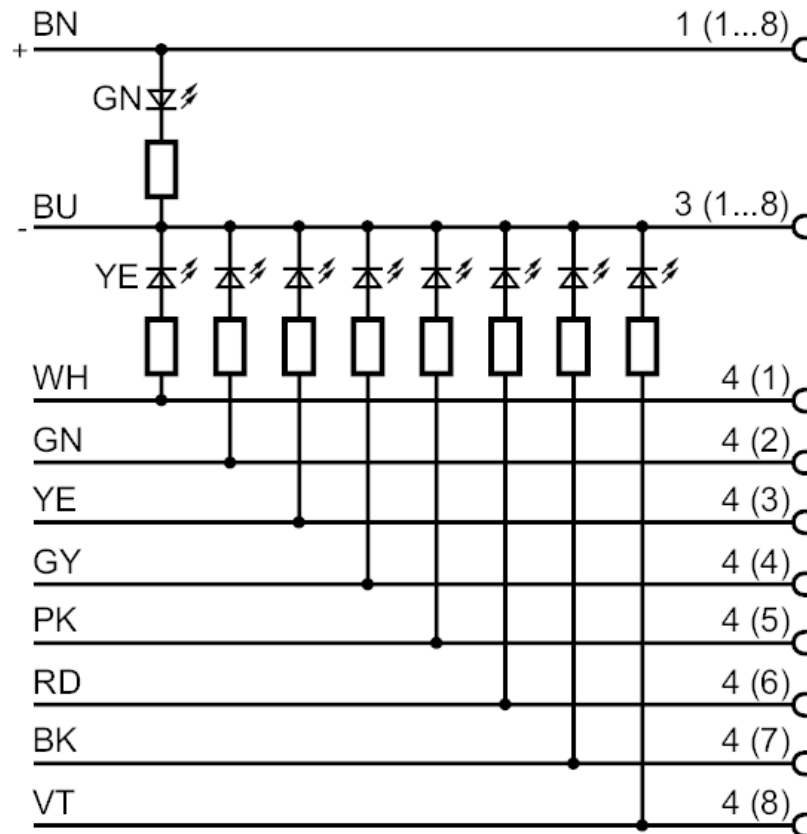 BN 1 (1...8)
+
GN
BU 3 (1...8)
-
YE
WH 4 (1)
GN 4 (2)
YE 4 (3)
GY 4 (4)
PK 4 (5)
RD 4 (6)
BK 4 (7)
VT 4 (8)